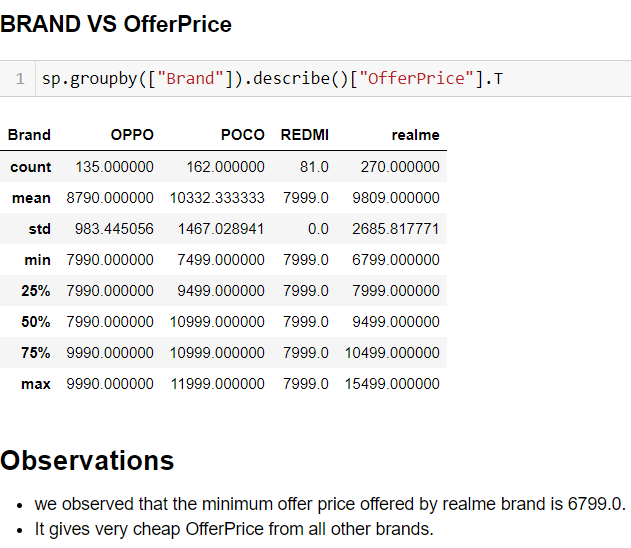 BRAND VS OfferPrice
1 sp.groupby(["Brand"]).describe()["OfferPrice"].T
Brand OPPO POCO REDMI realme
count 135.000000 162.000000 81.0 270.000000
mean 8790.000000 10332.333333 7999.0 9809.000000
std 983.445056 1467.028941 0.0 2685.817771
min 7990.000000 7499.000000 7999.0 6799.000000
25% 7990.000000 9499.000000 7999.0 7999.000000
50% 7990.000000 10999.000000 7999.0 9499.000000
75% 9990.000000 10999.000000 7999.0 10499.000000
max 9990.000000 11999.000000 7999.0 15499.000000
Observations
• we observed that the minimum offer price offered by realme brand is 6799.0.
• It gives very cheap OfferPrice from all other brands.